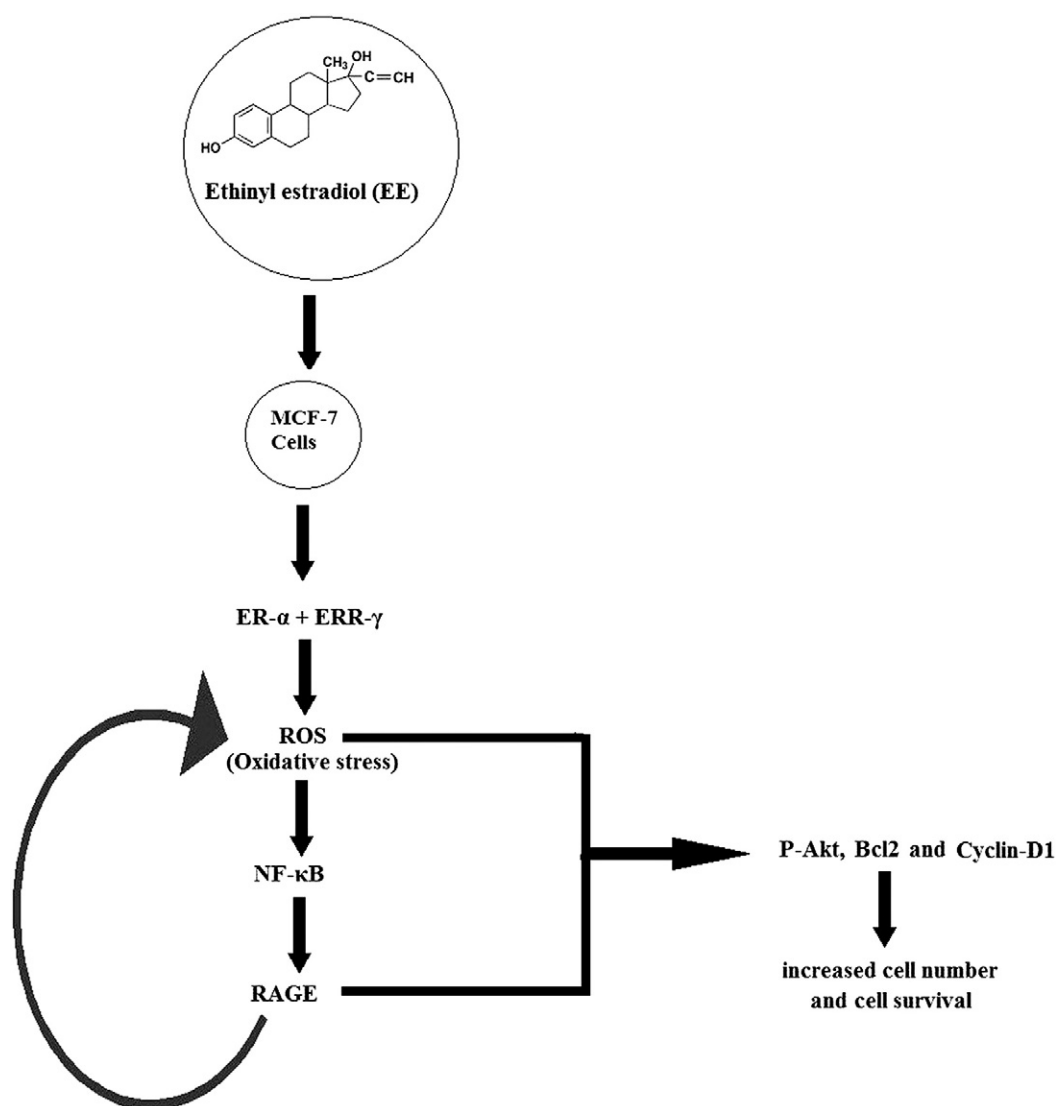 OH
CH3
C=CH
HO
Ethinyl estradiol (EE)
MCF-7
Cells
ER-α + ERR-γ
ROS
(Oxidative stress)
NF-κB
RAGE
P-Akt, Bcl2 and Cyclin-D1
increased cell number
and cell survival